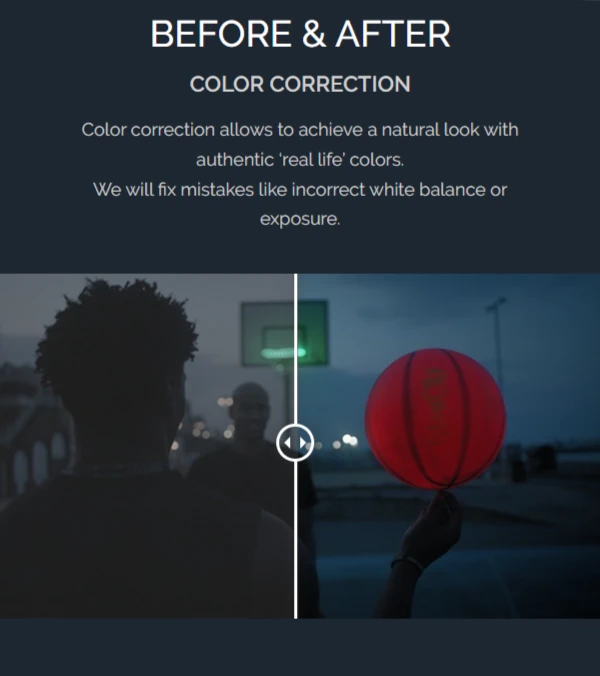 BEFORE & AFTER
COLOR CORRECTION
Color correction allows to achieve a natural look with
authentic ‘real life’ colors.
We will fix mistakes like incorrect white balance or
exposure.